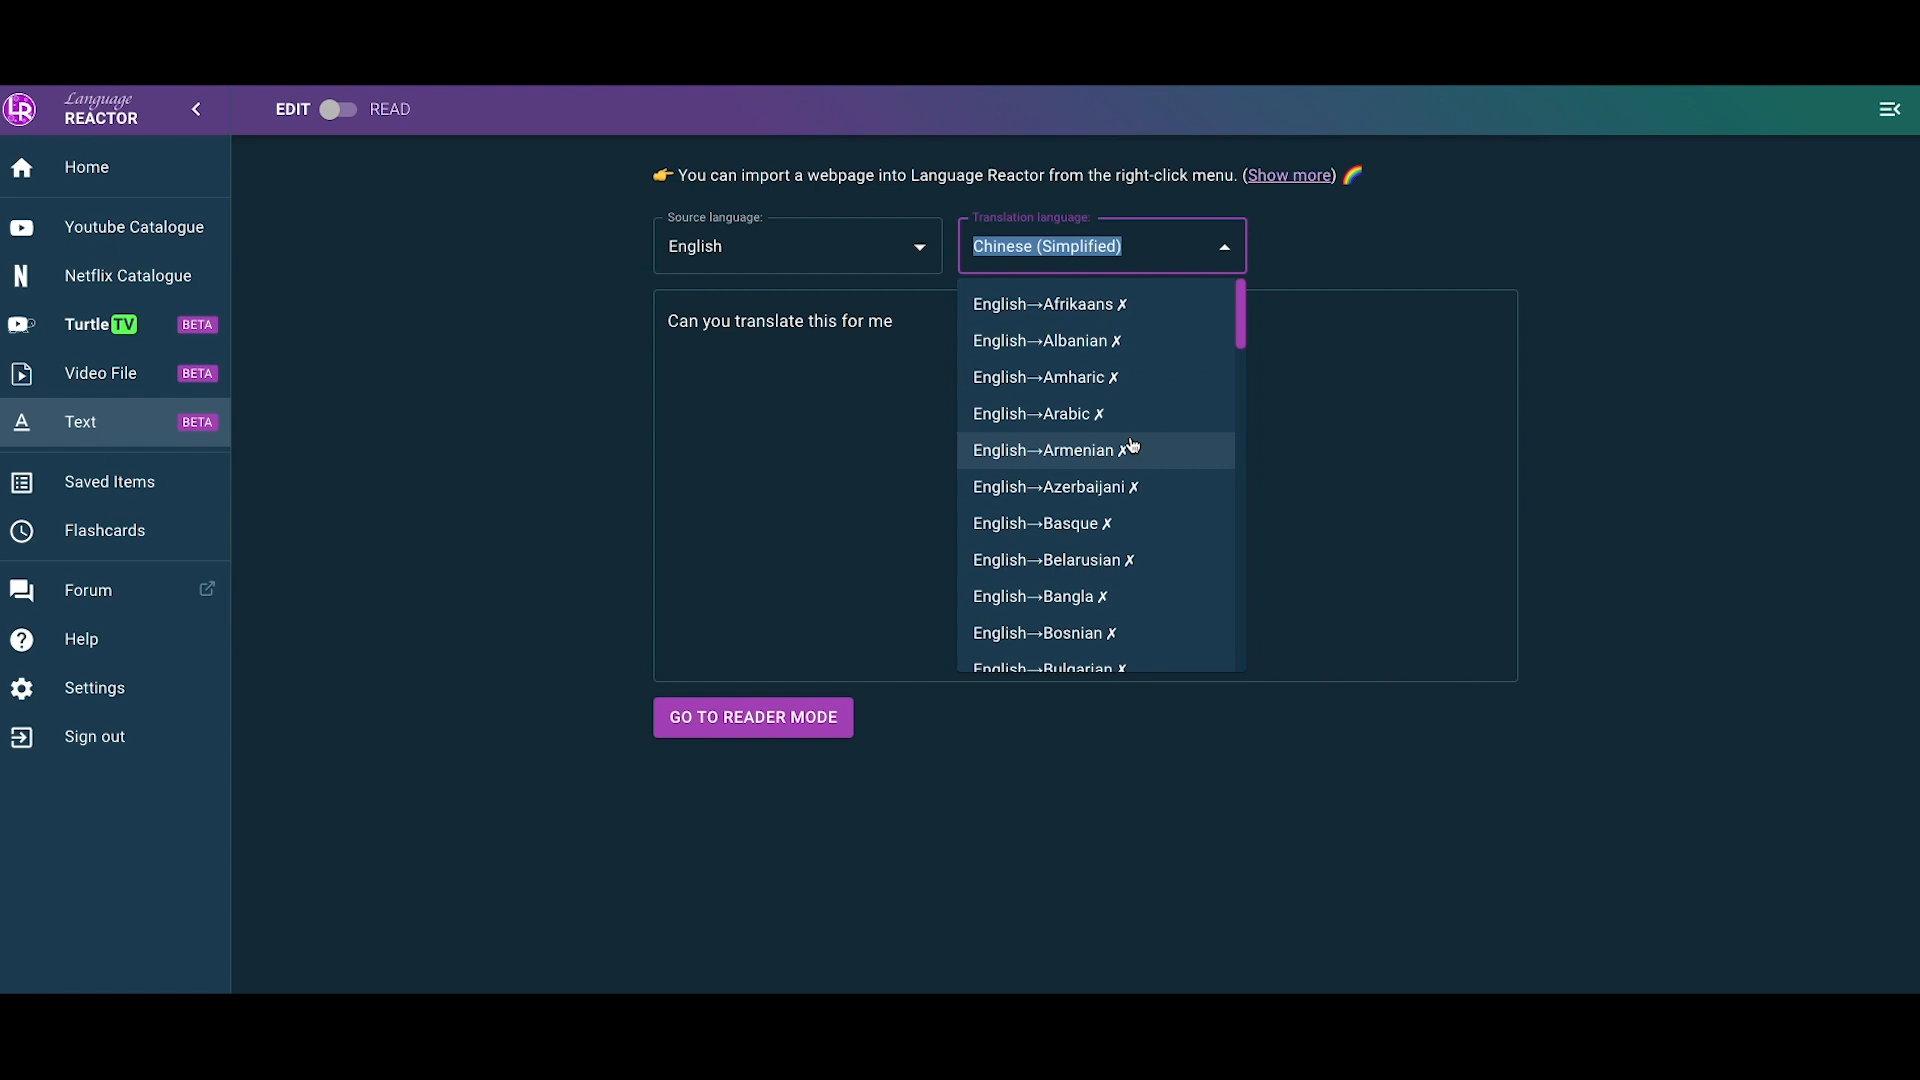 Language
REACTOR
EDIT READ
Home
Youtube Catalogue
Netflix Catalogue
TurtleTV BETA
Video File BETA
Text BETA
Saved Items
Flashcards
Forum
Help
Settings
Sign out
👉 You can import a webpage into Language Reactor from the right-click menu. (Show more) 🌈
Source language:
English
Translation language:
Chinese (Simplified)
Can you translate this for me
English→Afrikaans ✗
English→Albanian ✗
English→Amharic ✗
English→Arabic ✗
English→Armenian ✗
English→Azerbaijani ✗
English→Basque ✗
English→Belarusian ✗
English→Bangla ✗
English→Bosnian ✗
English→Bulgarian ✗
GO TO READER MODE